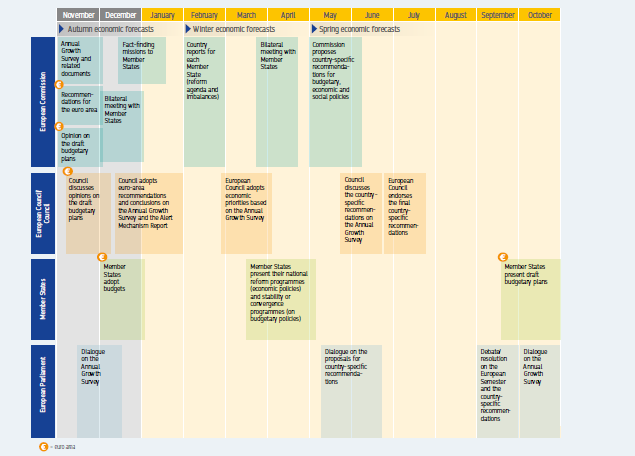 November December January February March April May June July August September October
Autumn economic forecasts Winter economic forecasts Spring economic forecasts
European Commission
Annual
Growth
Survey and
related
documents
Fact-finding
missions to
Member
States
Country
reports for
each
Member
State
(reform
agenda and
imbalances)
Bilateral
meeting with
Member
States
Commission
proposes
country-specific
recommenda-
tions for
budgetary,
economic and
social policies
€
Recommen-
dations for
the euro area
Bilateral
meeting with
Member
States
€
Opinion on
the draft
budgetary
plans
European Council/
Council
€
Council
discusses
opinions on
the draft
budgetary
plans
Council adopts
euro-area
recommendations
and conclusions on
the Annual Growth
Survey and the Alert
Mechanism Report
European
Council adopts
economic
priorities based
on the Annual
Growth Survey
Council
discusses
the country-
specific
recommen-
dations on
the Annual
Growth
Survey
European
Council
endorses
the final
country-
specific
recommen-
dations
Member States
€
Member
States
adopt
budgets
Member States
present their national
reform programmes
(economic policies)
and stability or
convergence
programmes (on
budgetary policies)
€
Member States
present draft
budgetary plans
European Parliament
Dialogue
on the
Annual
Growth
Survey
Dialogue on the
proposals for
country-specific
recommenda-
tions
Debate/
resolution
on the
European
Semester
and the
country-
specific
recommen-
dations
Dialogue
on the
Annual
Growth
Survey
€ = euro area